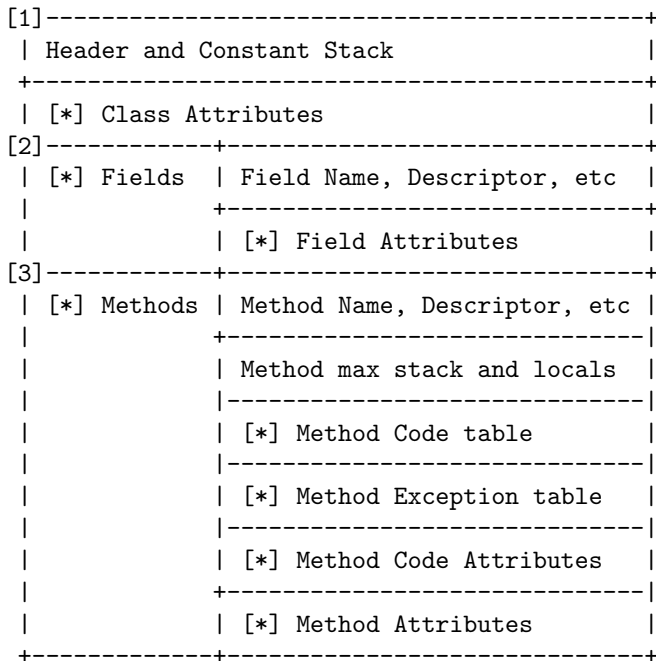 [1]-------------------------------------------+
| Header and Constant Stack |
+-------------------------------------------+
| [*] Class Attributes |
[2]------------+------------------------------+
| [*] Fields | Field Name, Descriptor, etc |
| +------------------------------+
| | [*] Field Attributes |
[3]------------+------------------------------+
| [*] Methods | Method Name, Descriptor, etc |
| +------------------------------|
| | Method max stack and locals |
| |------------------------------|
| | [*] Method Code table |
| |------------------------------|
| | [*] Method Exception table |
| |------------------------------|
| | [*] Method Code Attributes |
| +------------------------------|
| | [*] Method Attributes |
+-------------+------------------------------+